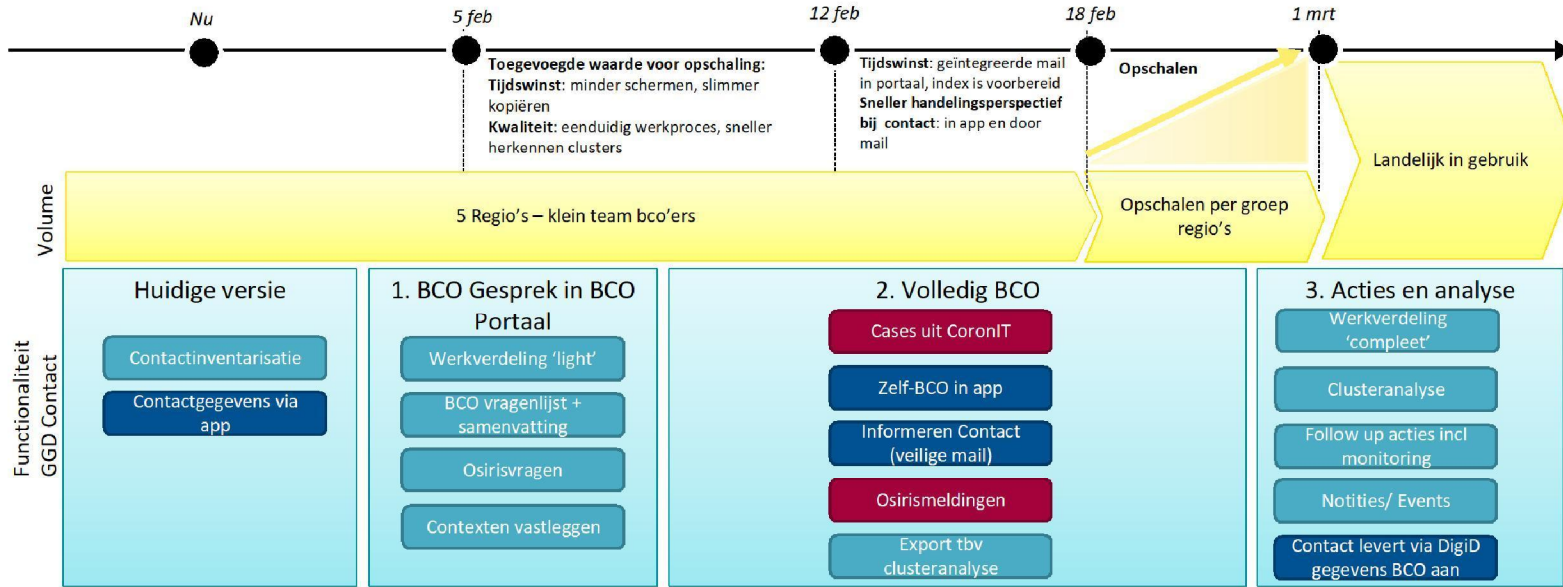 Nu
5 feb
12 feb
18 feb
1 mrt
Toegevoegde waarde voor opschaling:
Tijdswinst: minder schermen, slimmer
kopiëren
Kwaliteit: eenduidig werkproces, sneller
herkennen clusters
Tijdswinst: geïntegreerde mail
in portaal, index is voorbereid
Sneller handelingsperspectief
bij contact: in app en door
mail
Opschalen
Volume
5 Regio's – klein team bco'ers
Opschalen per groep
regio's
Landelijk in gebruik
Functionaliteit
GGD Contact
Huidige versie
Contactinventarisatie
Contactgegevens via
app
1. BCO Gesprek in BCO
Portaal
Werkverdeling 'light'
BCO vragenlijst +
samenvatting
Osirisvragen
Contexten vastleggen
2. Volledig BCO
Cases uit CoronIT
Zelf-BCO in app
Informeren Contact
(veilige mail)
Osirismeldingen
Export tbv
clusteranalyse
3. Acties en analyse
Werkverdeling
'compleet'
Clusteranalyse
Follow up acties incl
monitoring
Notities/ Events
Contact levert via DigiD
gegevens BCO aan